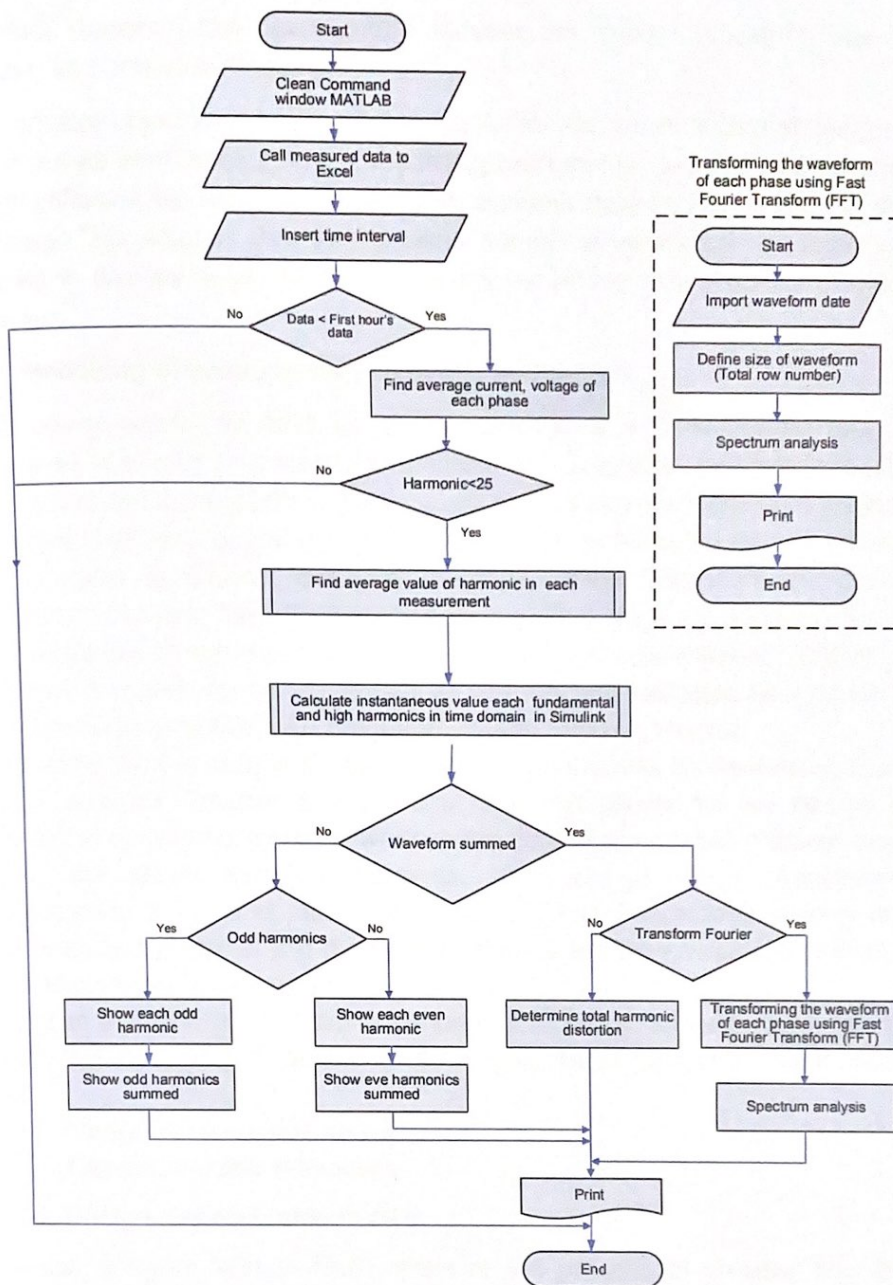 Start
Clean Command
window MATLAB
Call measured data to
Excel
Insert time interval
No
Data < First hour's
data
Yes
Find average current, voltage of
each phase
No
Harmonic<25
Yes
Find average value of harmonic in each
measurement
Calculate instantaneous value each fundamental
and high harmonics in time domain in Simulink
No
Waveform summed
Yes
Yes
Odd harmonics
No
No
Transform Fourier
Yes
Show each odd
harmonic
Show odd harmonics
summed
Show each even
harmonic
Show eve harmonics
summed
Determine total harmonic
distortion
Transforming the waveform
of each phase using Fast
Fourier Transform (FFT)
Spectrum analysis
Print
End
Transforming the waveform
of each phase using Fast
Fourier Transform (FFT)
Start
Import waveform date
Define size of waveform
(Total row number)
Spectrum analysis
Print
End